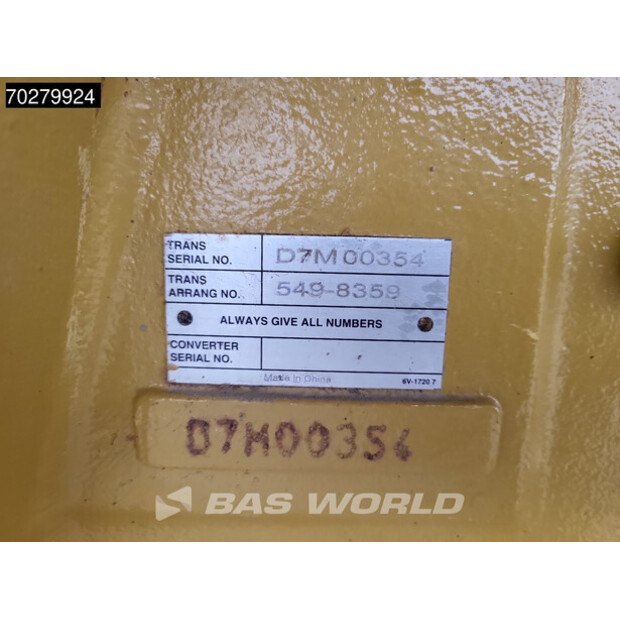 70279924
TRANS
SERIAL NO.
D7M00354
TRANS
ARRANG NO.
549-8359
ALWAYS GIVE ALL NUMBERS
CONVERTER
SERIAL NO.
Made in China
6V-1720 7
D7M00354
BAS WORLD